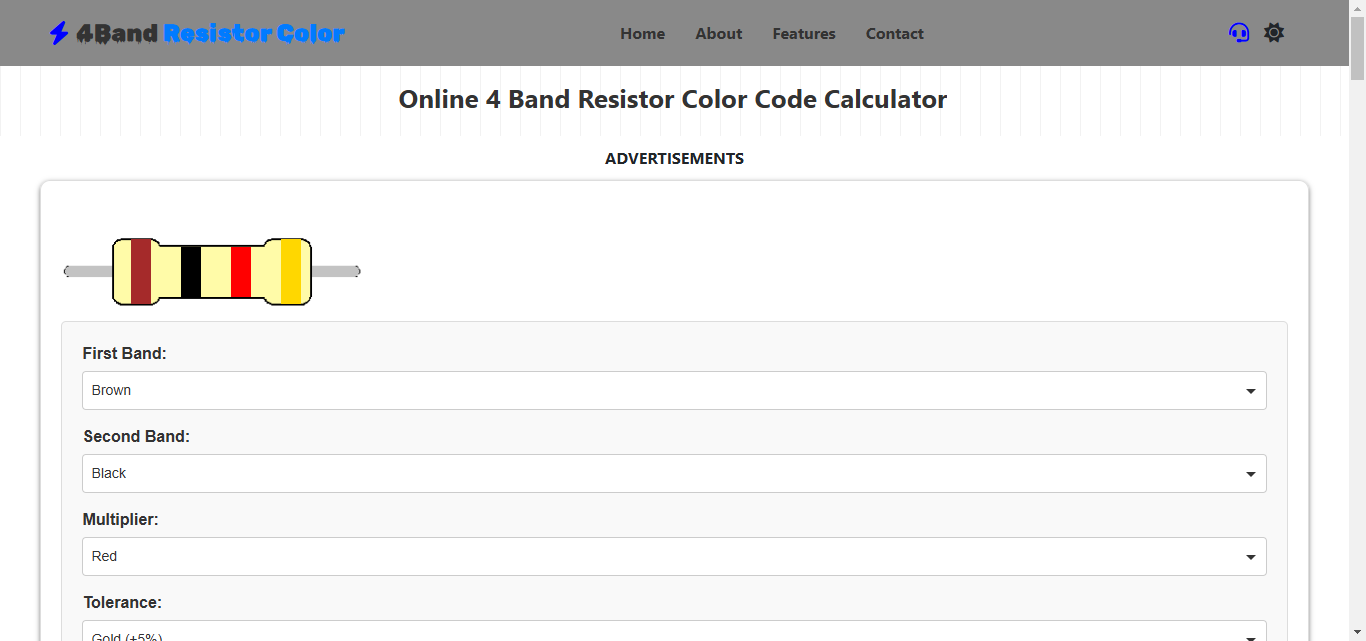 4Band Resistor Color Home About Features Contact
Online 4 Band Resistor Color Code Calculator
ADVERTISEMENTS
First Band:
Brown
Second Band:
Black
Multiplier:
Red
Tolerance:
Gold (±5%)